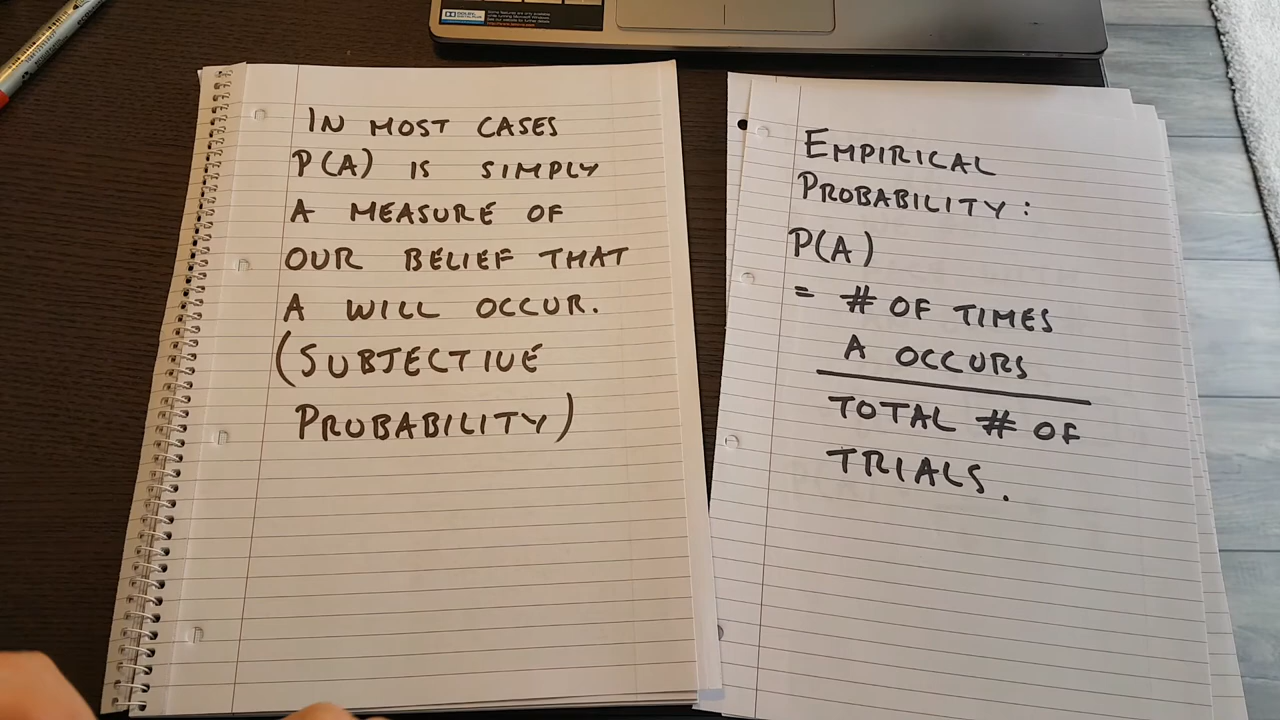 DOLBY
IN MOST CASES
P(A) IS SIMPLY
A MEASURE OF
OUR BELIEF THAT
A WILL OCCUR.
(SUBJECTIVE
PROBABILITY)
EMPIRICAL
PROBABILITY:
P(A)
= # OF TIMES
A OCCURS
TOTAL # OF
TRIALS.